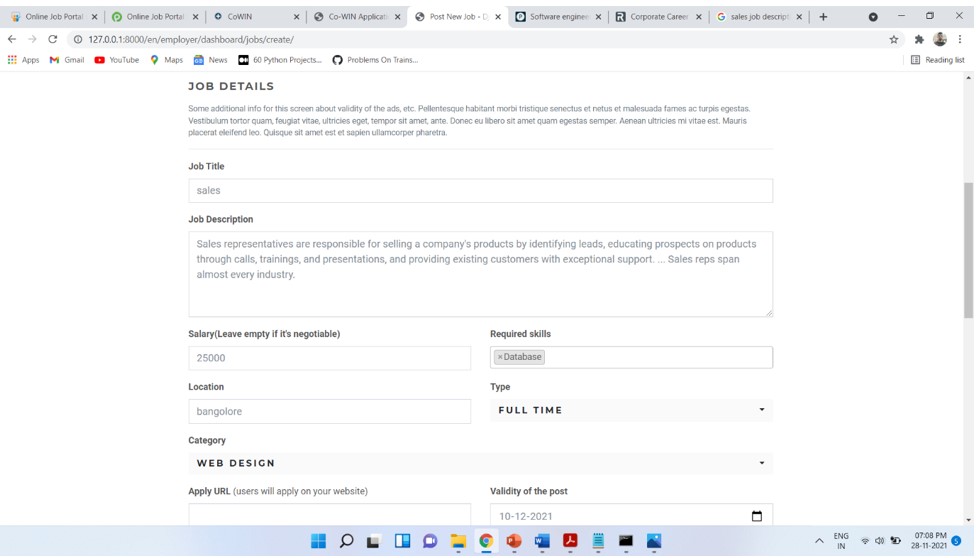 Online Job Portal
Online Job Portal
CoWIN
Co-WIN Applicat
Post New Job - Dj
Software enginee
Corporate Career
sales job descript
127.0.0.1:8000/en/employer/dashboard/jobs/create/
Apps
Gmail
YouTube
Maps
News
60 Python Projects...
Problems On Trains...
Reading list
JOB DETAILS
Some additional info for this screen about validity of the ads, etc. Pellentesque habitant morbi tristique senectus et netus et malesuada fames ac turpis egestas.
Vestibulum tortor quam, feugiat vitae, ultricies eget, tempor sit amet, ante. Donec eu libero sit amet quam egestas semper. Aenean ultricies mi vitae est. Mauris
placerat eleifend leo. Quisque sit amet est et sapien ullamcorper pharetra.
Job Title
sales
Job Description
Sales representatives are responsible for selling a company's products by identifying leads, educating prospects on products
through calls, trainings, and presentations, and providing existing customers with exceptional support. ... Sales reps span
almost every industry.
Salary(Leave empty if it's negotiable)
Required skills
25000
×Database
Location
Type
bangolore
FULL TIME
Category
WEB DESIGN
Apply URL (users will apply on your website)
Validity of the post
10-12-2021
ENG
IN
07:08 PM
28-11-2021
5